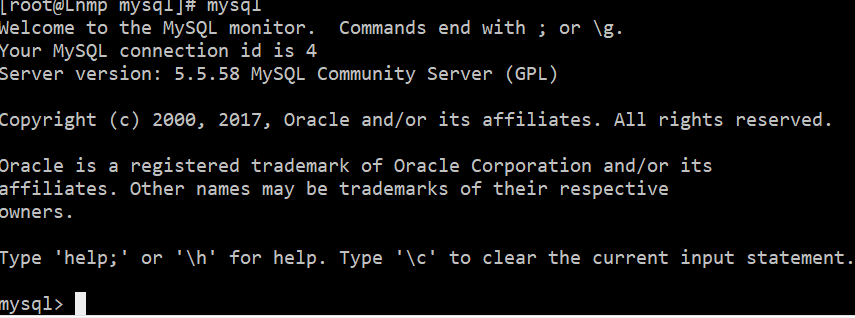 [root@Lnmp mysql]# mysql
Welcome to the MySQL monitor.  Commands end with ; or \g.
Your MySQL connection id is 4
Server version: 5.5.58 MySQL Community Server (GPL)
Copyright (c) 2000, 2017, Oracle and/or its affiliates. All rights reserved.
Oracle is a registered trademark of Oracle Corporation and/or its
affiliates. Other names may be trademarks of their respective
owners.
Type 'help;' or '\h' for help. Type '\c' to clear the current input statement.
mysql>